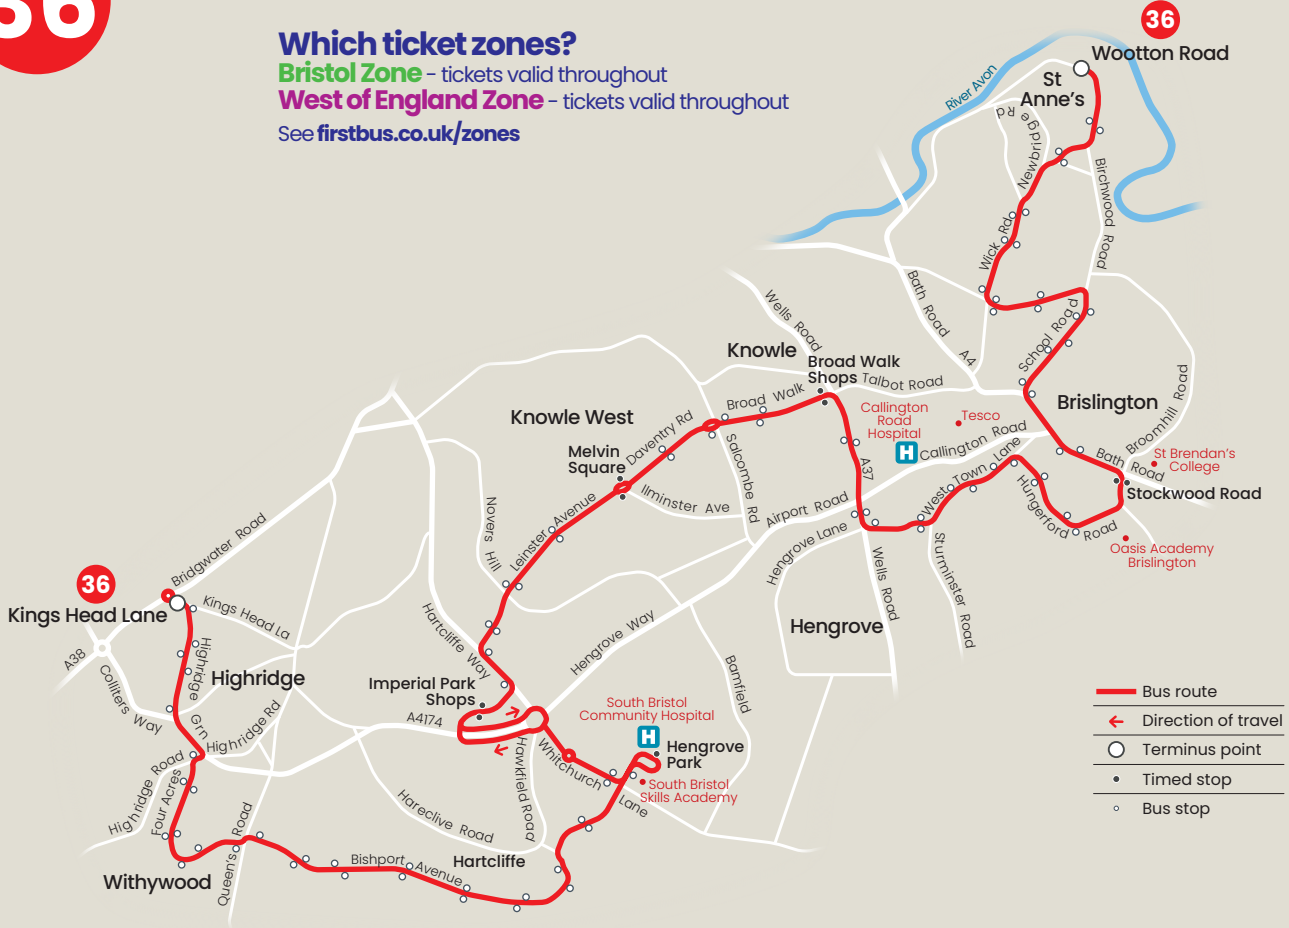 36
Which ticket zones?
Bristol Zone - tickets valid throughout
West of England Zone - tickets valid throughout
See firstbus.co.uk/zones
36
Wootton Road
St
Anne's
River Avon
Newbridge Rd
Birchwood Road
Wick Rd
Bath Road
A4
School Road
Wells Road
Knowle
Broad Walk
Shops
Talbot Road
Broad Walk
Callington
Road
Hospital
H
Tesco
Callington Road
Brislington
Broomhill Road
Bath Road
St Brendan's
College
Stockwood Road
Knowle West
Daventry Rd
Melvin
Square
Salcombe Rd
Ilminster Ave
A37
West Town Lane
Hungerford Road
Oasis Academy
Brislington
Airport Road
Hengrove Lane
Wells Road
Sturminster Road
Leinster Avenue
Novers Hill
Bridgwater Road
36
Kings Head Lane
Kings Head La
A38
Colliters Way
Highridge Grn
Highridge
Highridge Rd
Hartcliffe Way
Hengrove Way
Hengrove
Bamfield
Imperial Park
Shops
A4174
South Bristol
Community Hospital
H
Hengrove
Park
South Bristol
Skills Academy
Whitchurch Lane
Hawkfield Road
Hareclive Road
Highridge Road
Four Acres
Withywood
Queen's Road
Bishport Avenue
Hartcliffe
Bus route
Direction of travel
Terminus point
Timed stop
Bus stop